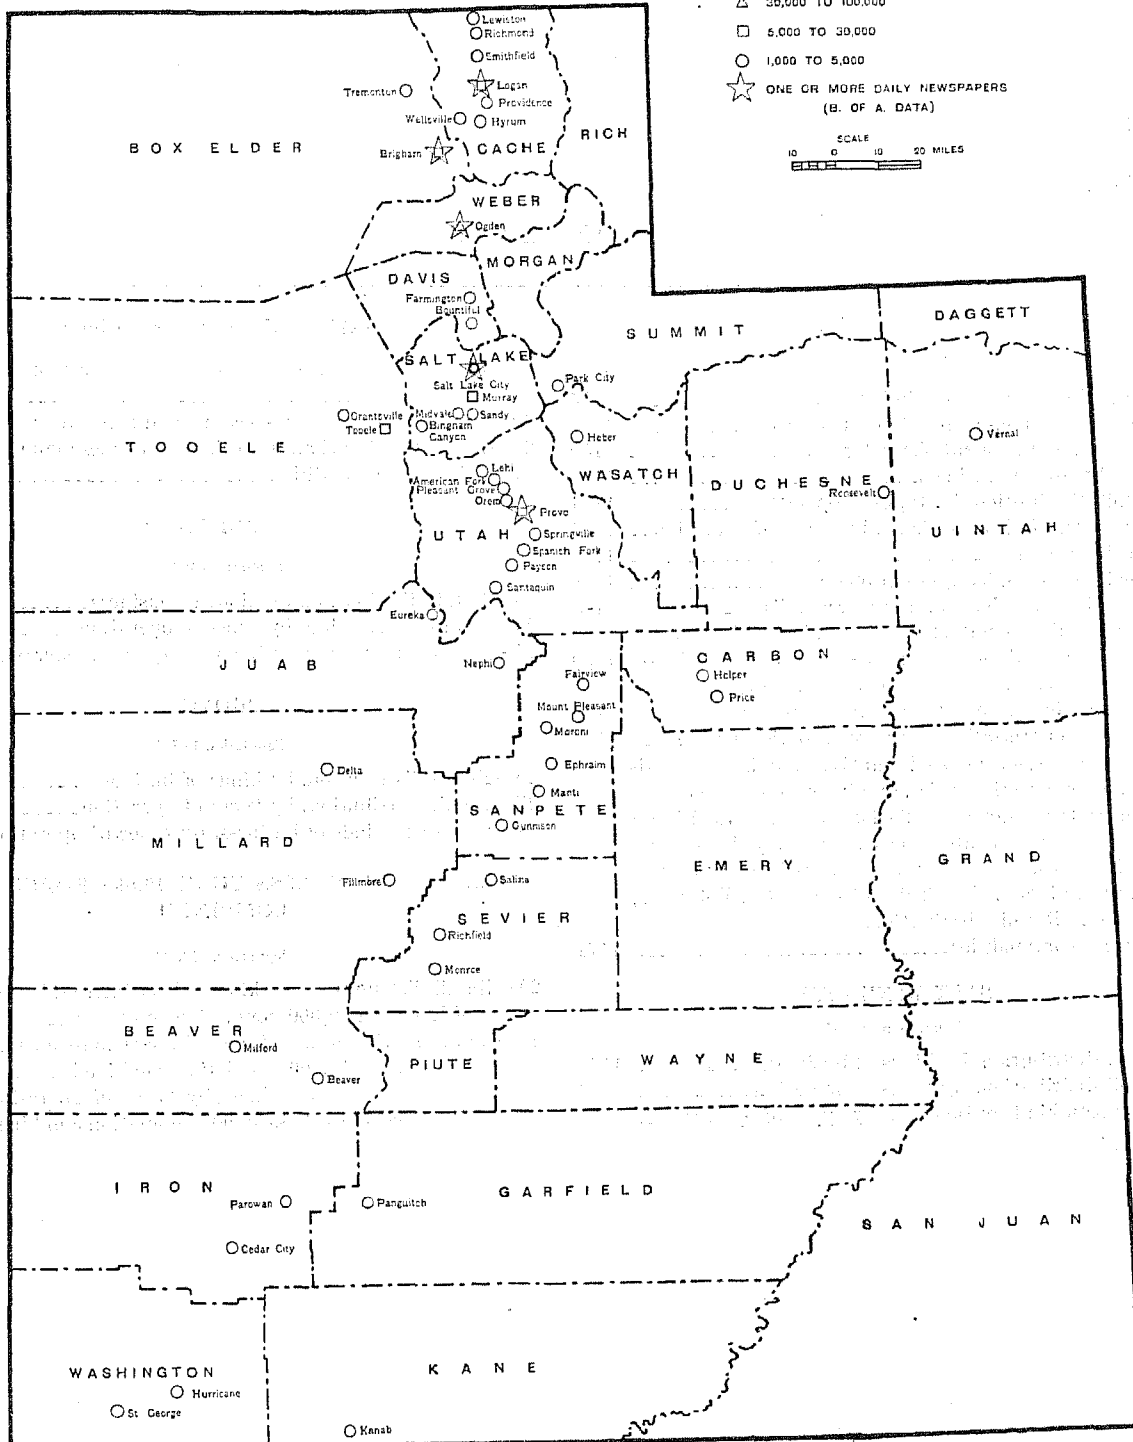 30,000 TO 100,000
5,000 TO 30,000
1,000 TO 5,000
ONE OR MORE DAILY NEWSPAPERS
(B. OF A. DATA)
SCALE
10 0 10 20 MILES
Lewiston
Richmond
Smithfield
Logan
Tremonton
Providence
Wellsville
Hyrum
RICH
BOX ELDER
Brigham
CACHE
WEBER
Ogden
MORGAN
DAVIS
Farmington
Bountiful
SUMMIT
DAGGETT
SALT LAKE
Salt Lake City
Park City
Murray
Grantsville
Midvale
Sandy
Tooele
Bingham
Canyon
TOOELE
Heber
Vernal
Lehi
WASATCH
American Fork
DUCHESNE
Pleasant Grove
Roosevelt
Orem
Provo
UTAH
Springville
UINTAH
Spanish Fork
Payson
Santaquin
Eureka
JUAB
Nephi
CARBON
Fairview
Helper
Price
Mount Pleasant
Moroni
Delta
Ephraim
Manti
SANPETE
Gunnison
MILLARD
EMERY
GRAND
Fillmore
Salina
SEVIER
Richfield
Monroe
BEAVER
Milford
PIUTE
WAYNE
Beaver
IRON
GARFIELD
Parowan
Panguitch
SAN JUAN
Cedar City
WASHINGTON
KANE
Hurricane
St George
Kanab